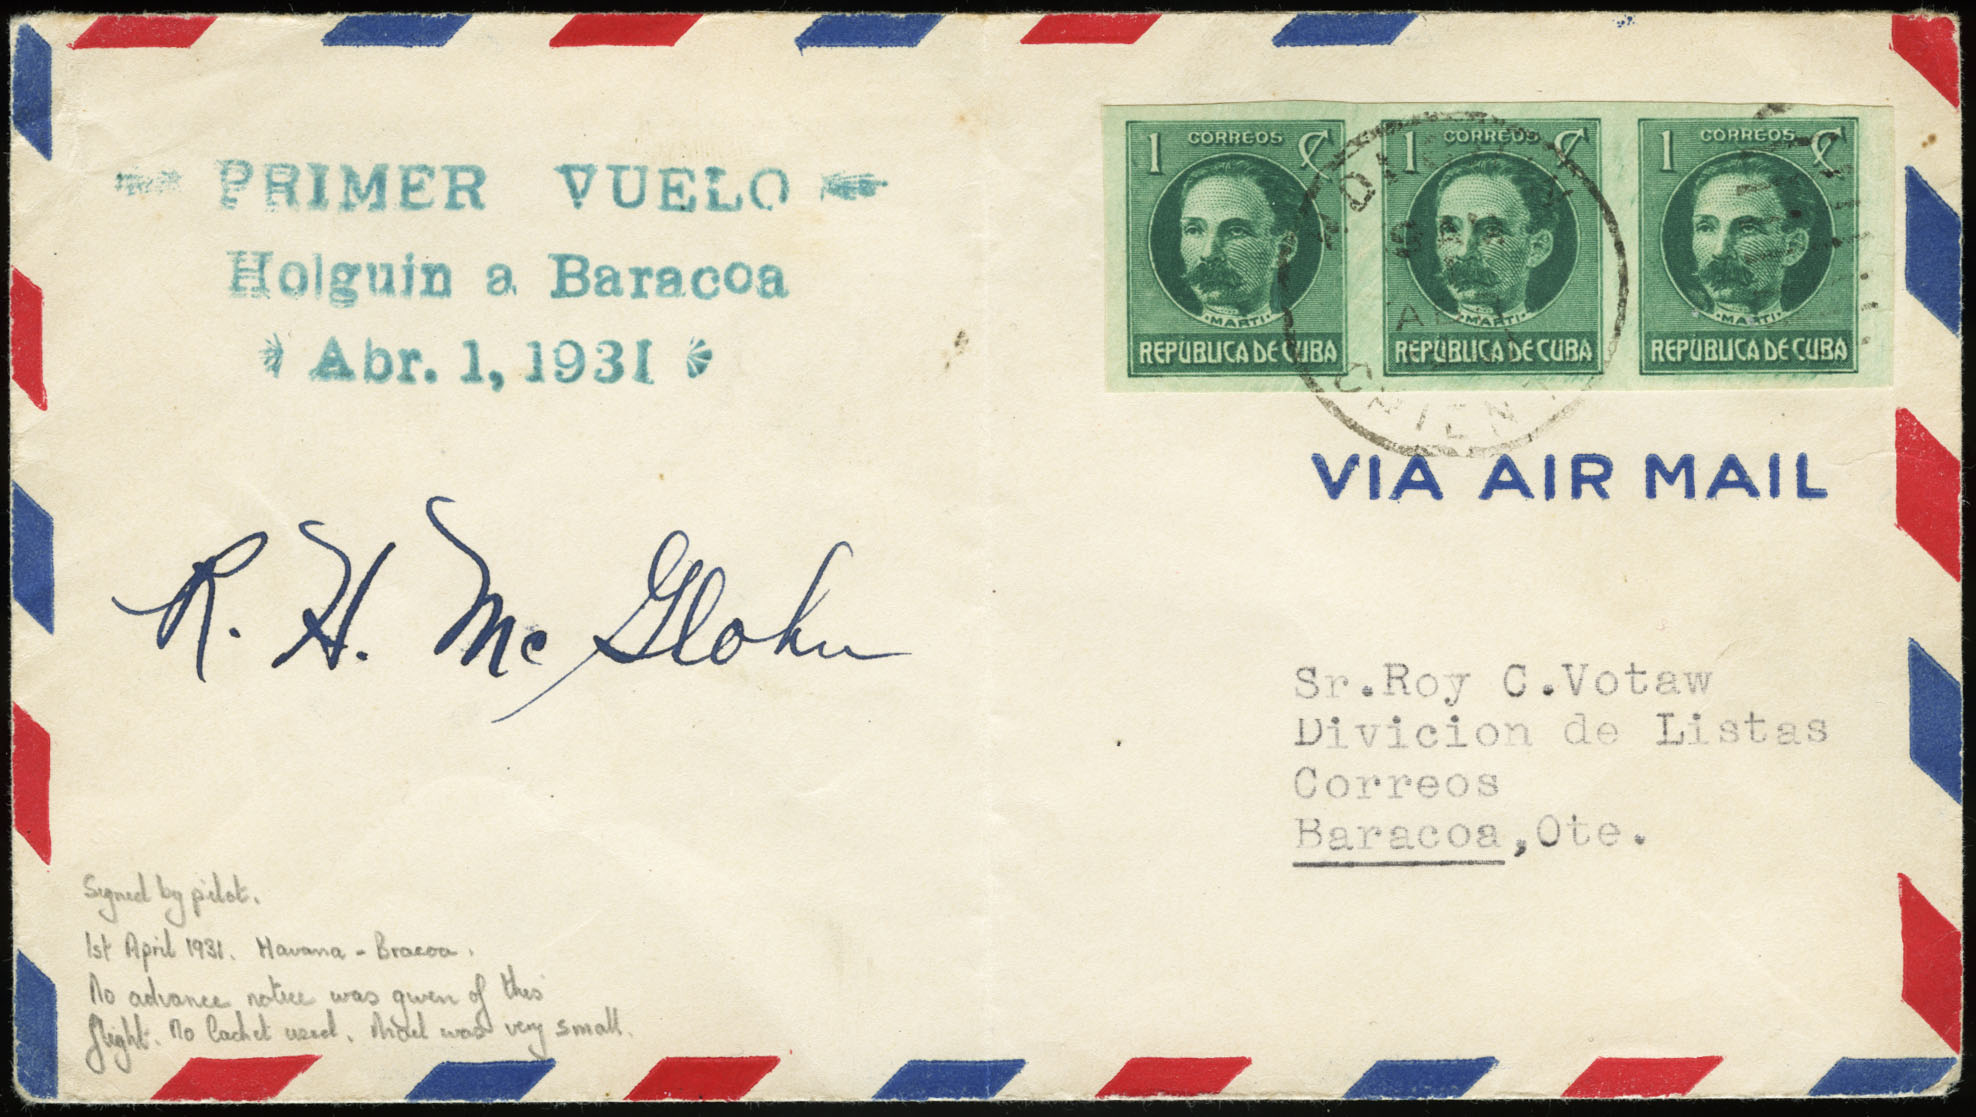 PRIMER VUELO
Holguin a Baracoa
Abr. 1, 1931
1 CORREOS ¢
MARTI
REPUBLICA DE CUBA
1 CORREOS ¢
MARTI
REPUBLICA DE CUBA
1 CORREOS ¢
MARTI
REPUBLICA DE CUBA
VIA AIR MAIL
R. H. McGlohn
Sr.Roy C.Votaw
Divicion de Listas
Correos
Baracoa,Ote.
Signed by pilot.
1st April 1931. Havana - Bracoa.
No advance notice was given of this
flight. No Cachet used. Mail was very small.